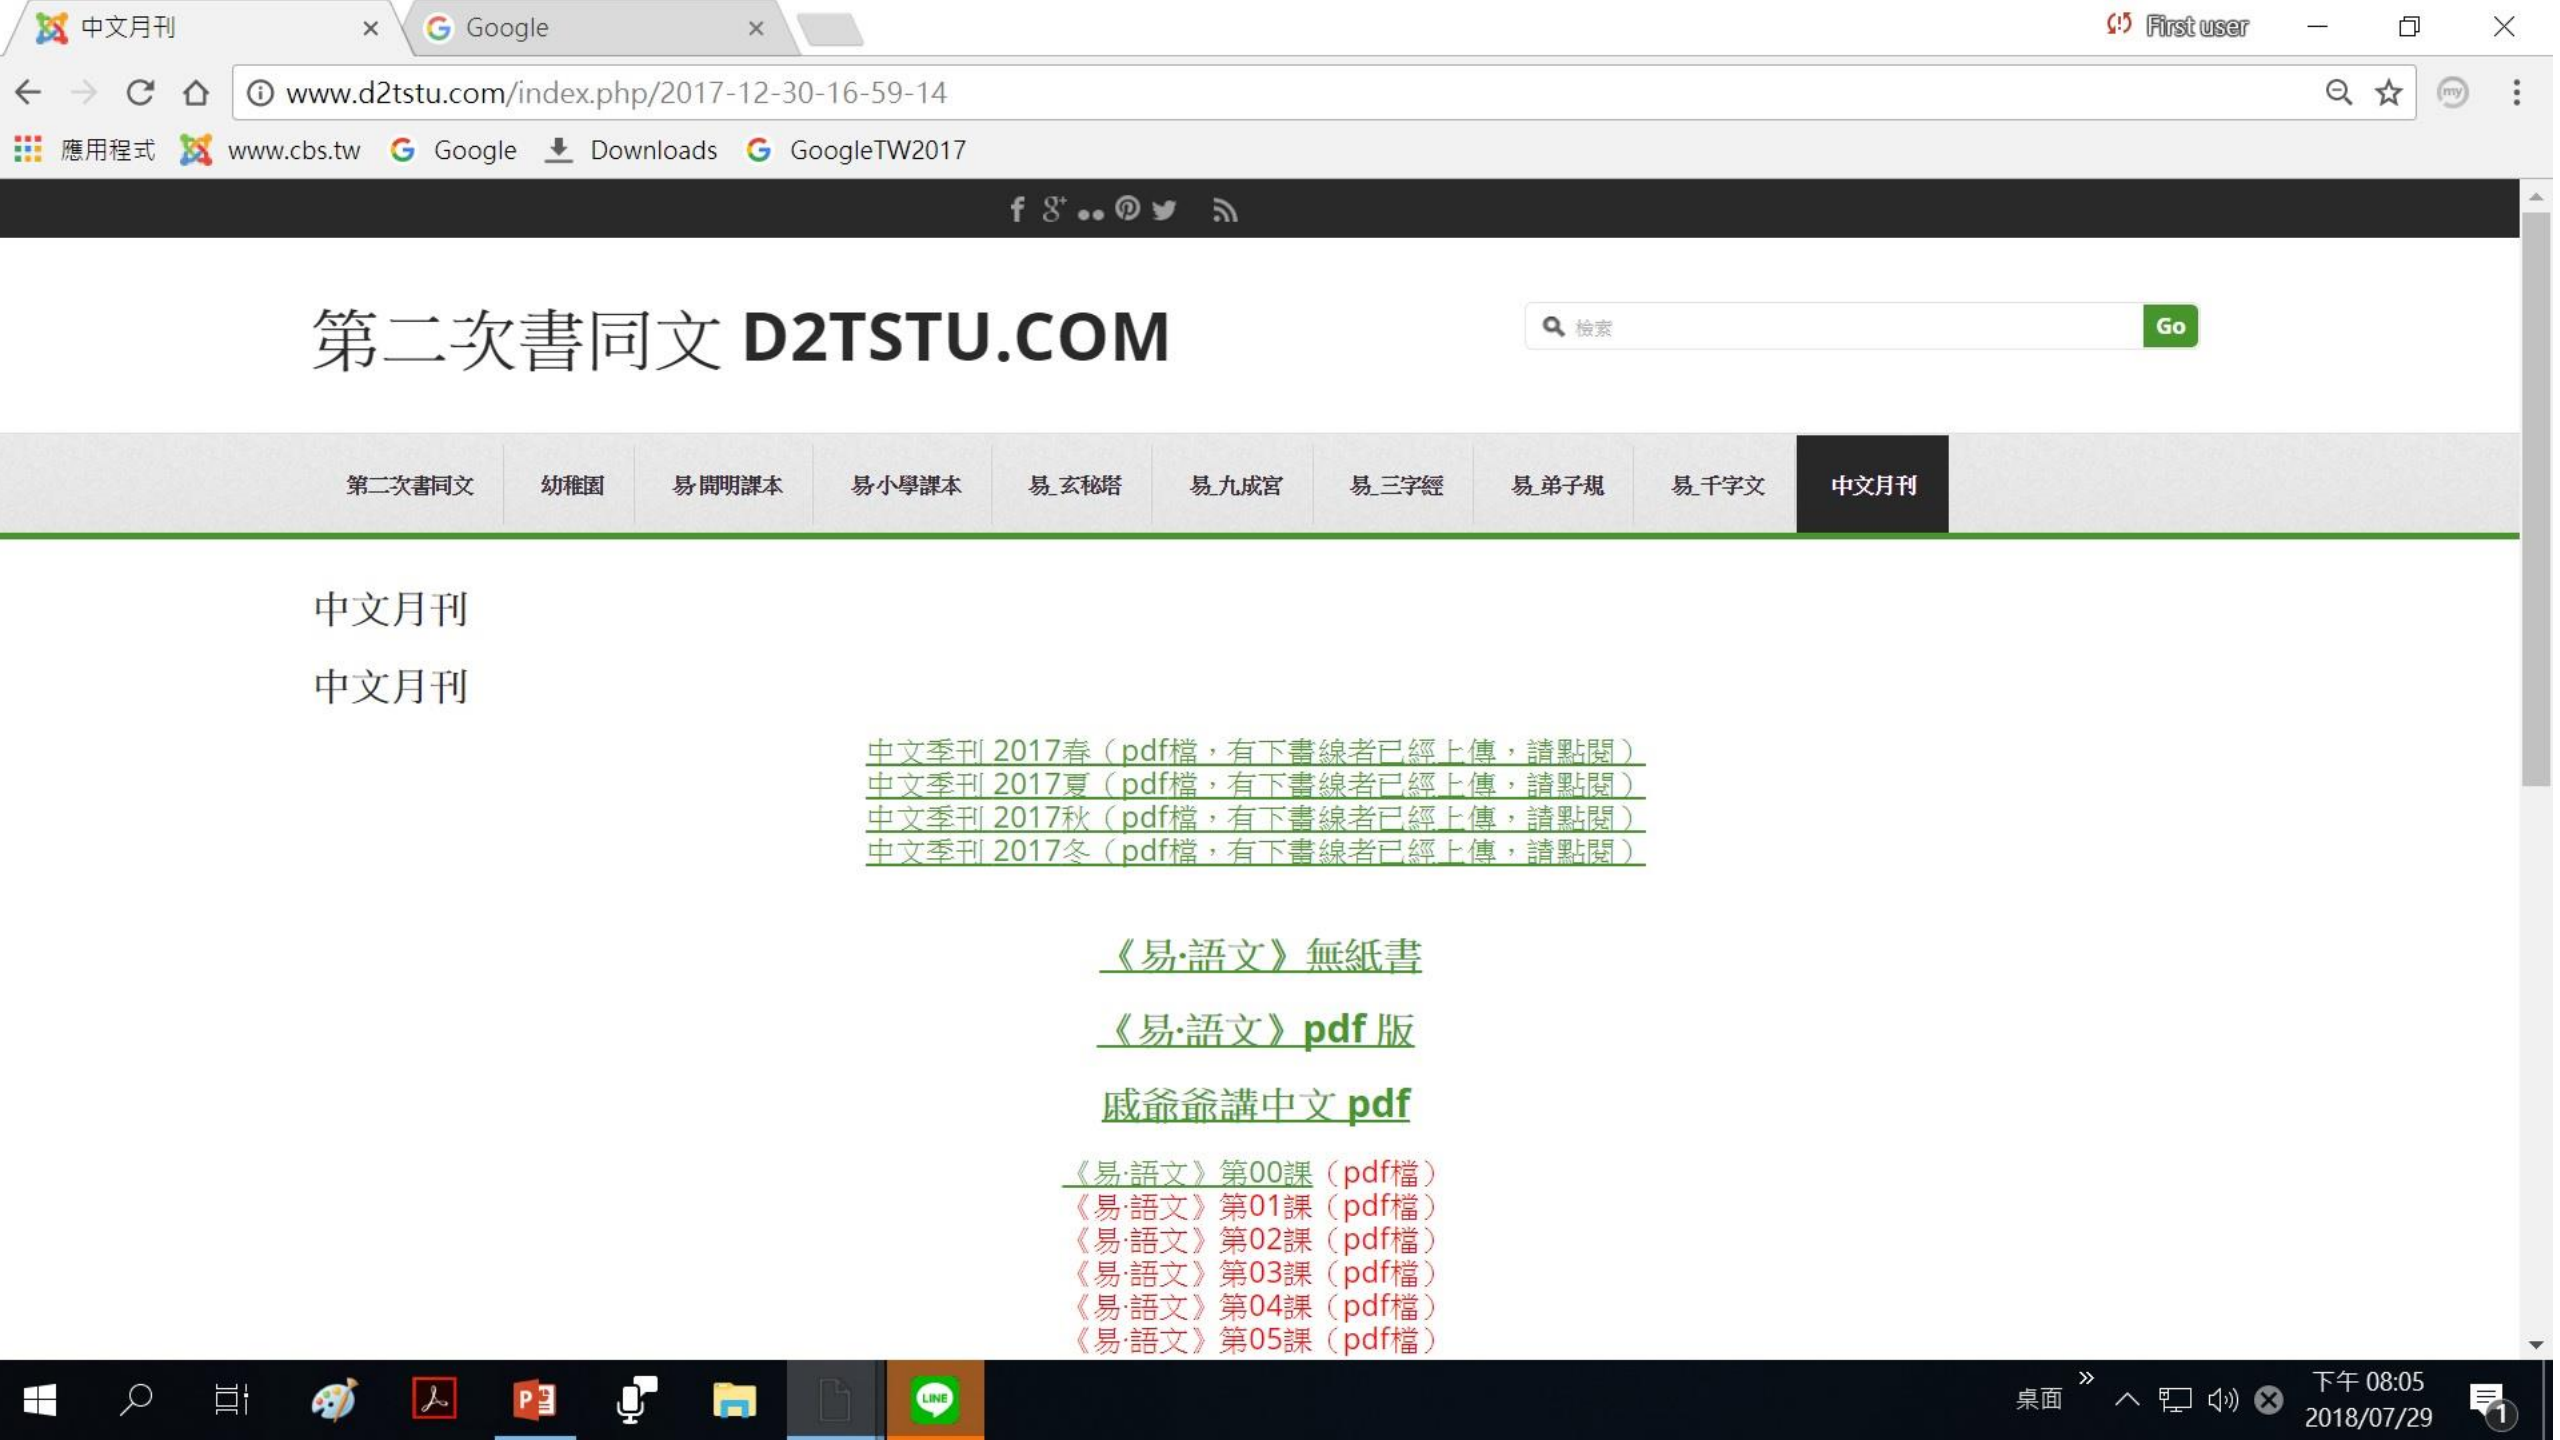 中文月刊
Google
First user
www.d2tstu.com/index.php/2017-12-30-16-59-14
應用程式 www.cbs.tw Google Downloads GoogleTW2017
第二次書同文 D2TSTU.COM
檢索
Go
第二次書同文 幼稚園 易·開明課本 易·小學課本 易_玄秘塔 易_九成宮 易_三字經 易_弟子規 易_千字文 中文月刊
中文月刊
中文月刊
中文季刊 2017春（pdf檔，有下畫線者已經上傳，請點閱）
中文季刊 2017夏（pdf檔，有下畫線者已經上傳，請點閱）
中文季刊 2017秋（pdf檔，有下畫線者已經上傳，請點閱）
中文季刊 2017冬（pdf檔，有下畫線者已經上傳，請點閱）
《易·語文》無紙書
《易·語文》pdf 版
戚爺爺講中文 pdf
《易·語文》第00課（pdf檔）
《易·語文》第01課（pdf檔）
《易·語文》第02課（pdf檔）
《易·語文》第03課（pdf檔）
《易·語文》第04課（pdf檔）
《易·語文》第05課（pdf檔）
LINE
桌面
下午 08:05
2018/07/29
1